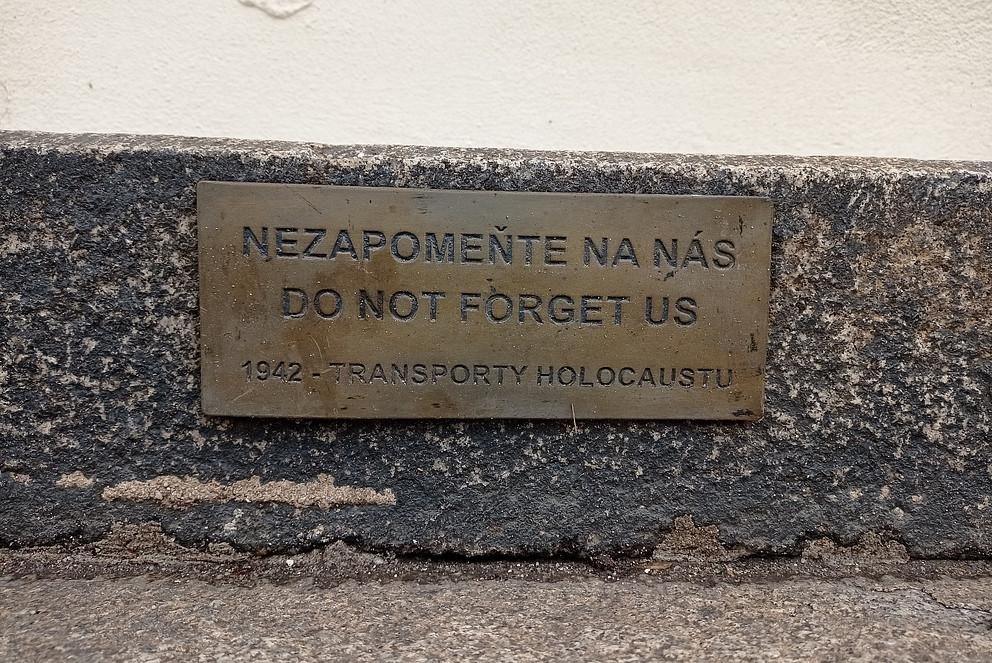 NEZAPOMEŇTE NA NÁS
DO NOT FORGET US
1942 - TRANSPORTY HOLOCAUSTU